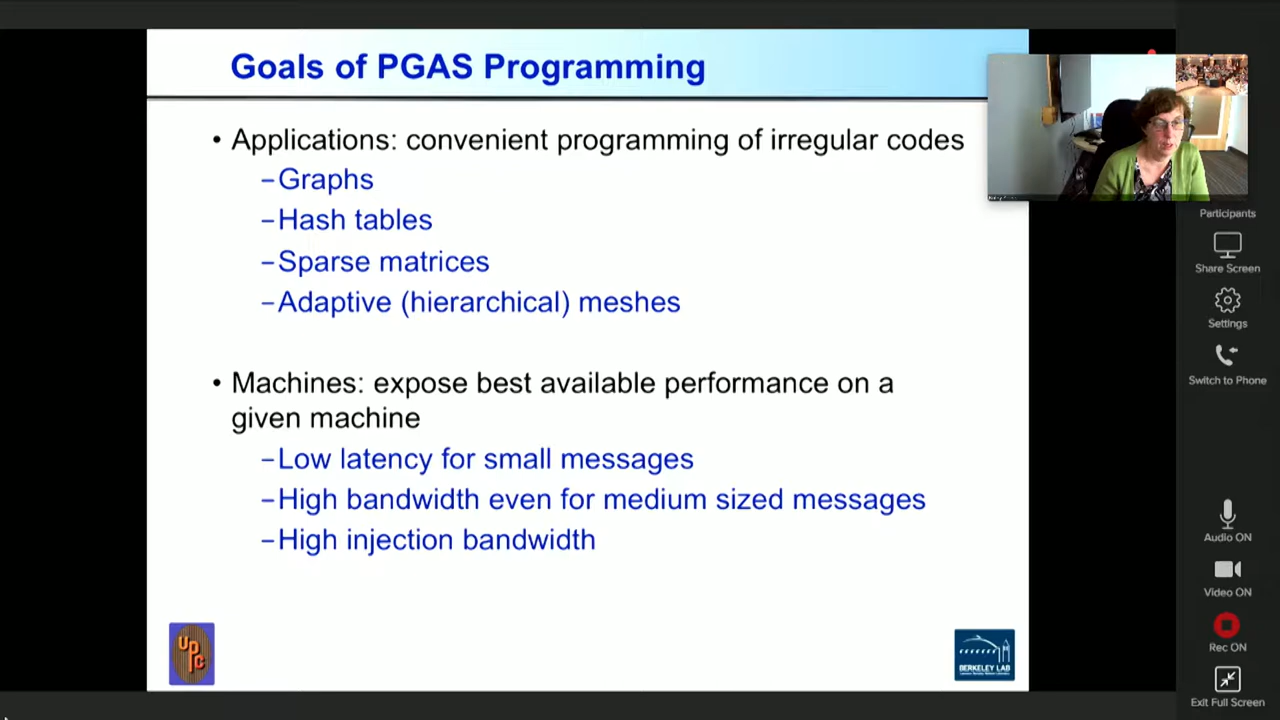 Goals of PGAS Programming
• Applications: convenient programming of irregular codes
–Graphs
–Hash tables
–Sparse matrices
–Adaptive (hierarchical) meshes
• Machines: expose best available performance on a
given machine
–Low latency for small messages
–High bandwidth even for medium sized messages
–High injection bandwidth
UPC
BERKELEY LAB
Participants
Share Screen
Settings
Switch to Phone
Audio ON
Video ON
Rec ON
Exit Full Screen